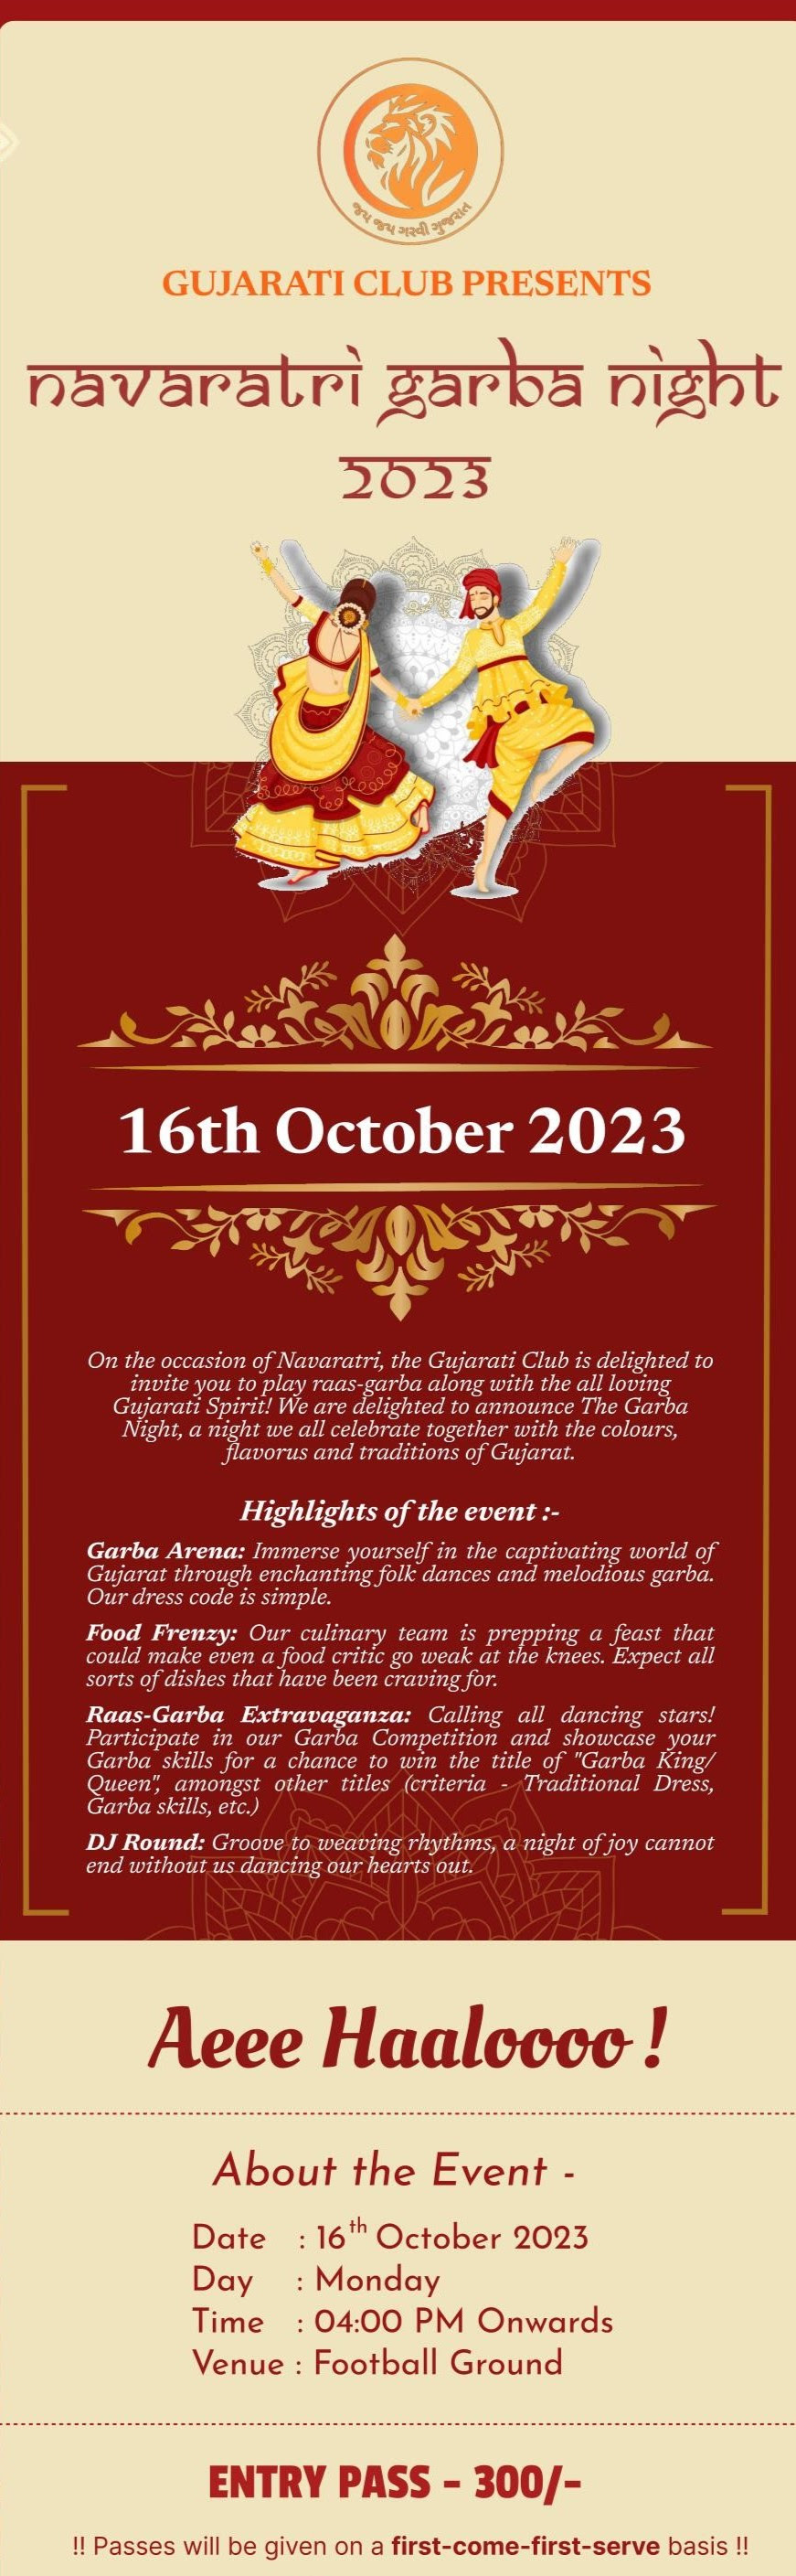 જય જય ગરવી ગુજરાત
GUJARATI CLUB PRESENTS
navaratri garba night
2023
16th October 2023
On the occasion of Navaratri, the Gujarati Club is delighted to
invite you to play raas-garba along with the all loving
Gujarati Spirit! We are delighted to announce The Garba
Night, a night we all celebrate together with the colours,
flavorus and traditions of Gujarat.
Highlights of the event :-
Garba Arena: Immerse yourself in the captivating world of
Gujarat through enchanting folk dances and melodious garba.
Our dress code is simple.
Food Frenzy: Our culinary team is prepping a feast that
could make even a food critic go weak at the knees. Expect all
sorts of dishes that have been craving for.
Raas-Garba Extravaganza: Calling all dancing stars!
Participate in our Garba Competition and showcase your
Garba skills for a chance to win the title of "Garba King/
Queen", amongst other titles (criteria - Traditional Dress,
Garba skills, etc.)
DJ Round: Groove to weaving rhythms, a night of joy cannot
end without us dancing our hearts out.
Aeee Haaloooo !
About the Event -
Date : 16th October 2023
Day : Monday
Time : 04:00 PM Onwards
Venue : Football Ground
ENTRY PASS - 300/-
!! Passes will be given on a first-come-first-serve basis !!